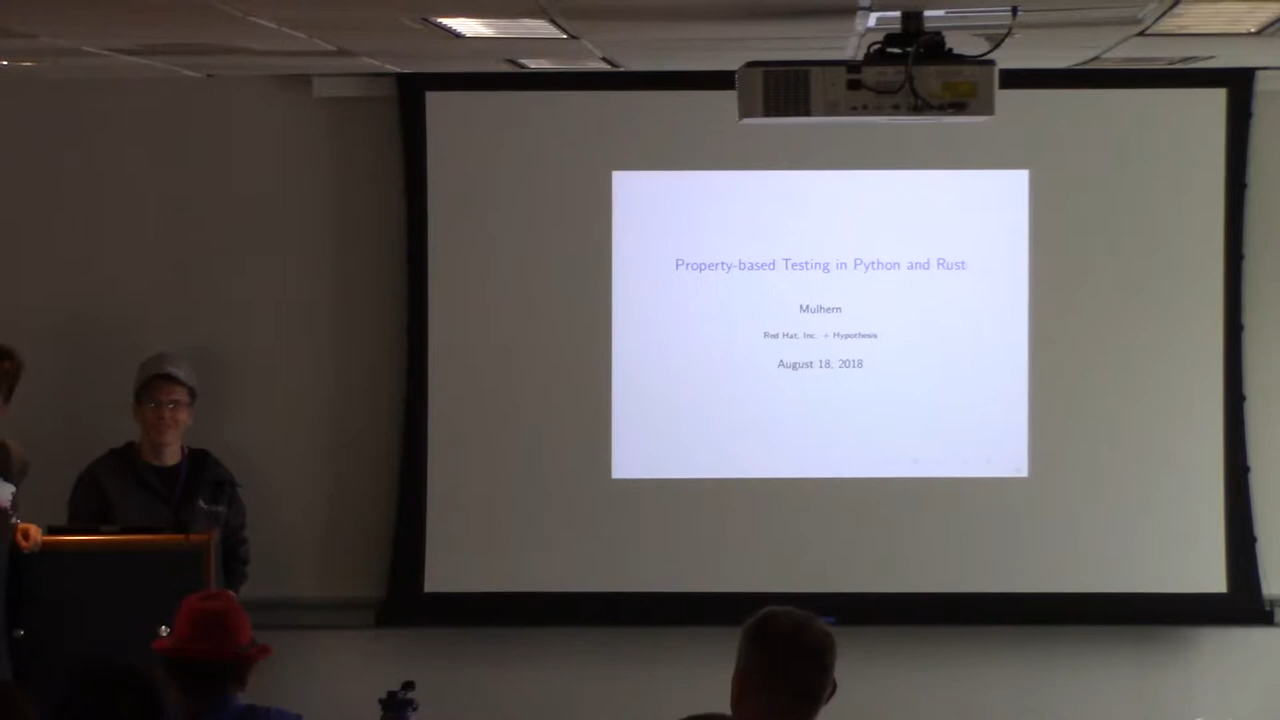 Property-based Testing in Python and Rust
Mulhern
Red Hat, Inc. + Hypothesis
August 18, 2018